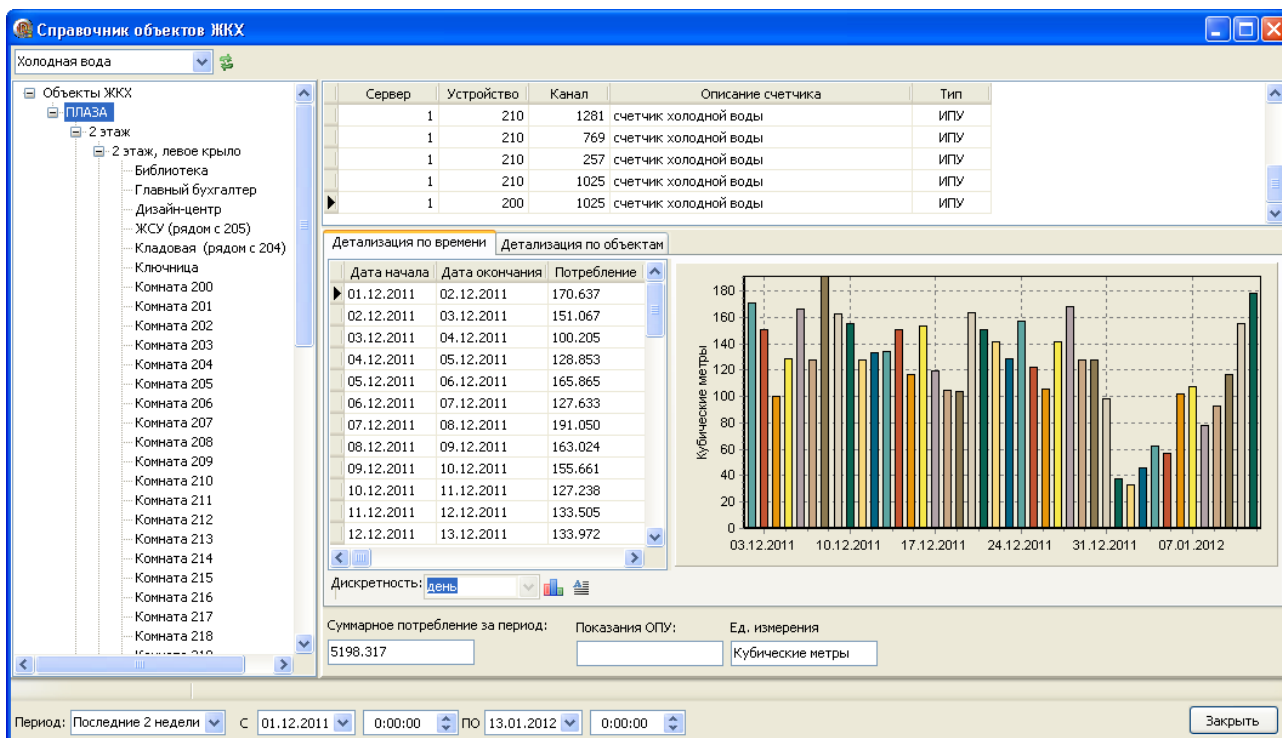 Справочник объектов ЖКХ
Холодная вода
Объекты ЖКХ
ПЛАЗА
2 этаж
2 этаж, левое крыло
Библиотека
Главный бухгалтер
Дизайн-центр
ЖСУ (рядом с 205)
Кладовая (рядом с 204)
Ключница
Комната 200
Комната 201
Комната 202
Комната 203
Комната 204
Комната 205
Комната 206
Комната 207
Комната 208
Комната 209
Комната 210
Комната 211
Комната 212
Комната 213
Комната 214
Комната 215
Комната 216
Комната 217
Комната 218
Сервер Устройство Канал Описание счетчика Тип
1 210 1281 счетчик холодной воды ИПУ
1 210 769 счетчик холодной воды ИПУ
1 210 257 счетчик холодной воды ИПУ
1 210 1025 счетчик холодной воды ИПУ
1 200 1025 счетчик холодной воды ИПУ
Детализация по времени Детализация по объектам
Дата начала Дата окончания Потребление
01.12.2011 02.12.2011 170.637
02.12.2011 03.12.2011 151.067
03.12.2011 04.12.2011 100.205
04.12.2011 05.12.2011 128.853
05.12.2011 06.12.2011 165.865
06.12.2011 07.12.2011 127.633
07.12.2011 08.12.2011 191.050
08.12.2011 09.12.2011 163.024
09.12.2011 10.12.2011 155.661
10.12.2011 11.12.2011 127.238
11.12.2011 12.12.2011 133.505
12.12.2011 13.12.2011 133.972
Кубические метры
180
160
140
120
100
80
60
40
20
0
03.12.2011 10.12.2011 17.12.2011 24.12.2011 31.12.2011 07.01.2012
Дискретность: день
Суммарное потребление за период: Показания ОПУ: Ед. измерения
5198.317 Кубические метры
Период: Последние 2 недели С 01.12.2011 0:00:00 ПО 13.01.2012 0:00:00 Закрыть